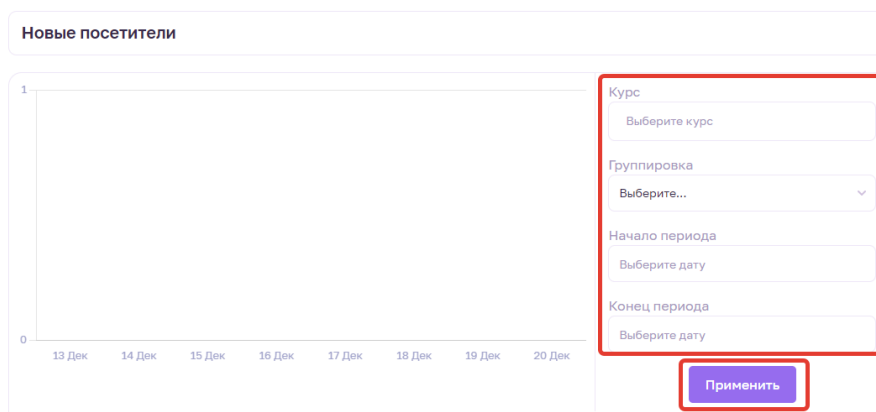 Новые посетители
1
0
13 Дек 14 Дек 15 Дек 16 Дек 17 Дек 18 Дек 19 Дек 20 Дек
Курс
Выберите курс
Группировка
Выберите...
Начало периода
Выберите дату
Конец периода
Выберите дату
Применить